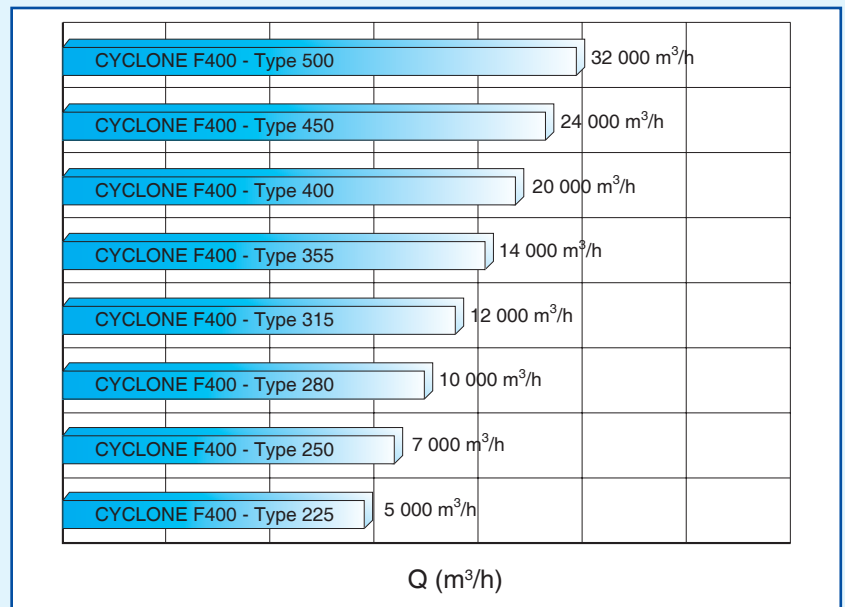 CYCLONE F400 - Type 500 32 000 m³/h
CYCLONE F400 - Type 450 24 000 m³/h
CYCLONE F400 - Type 400 20 000 m³/h
CYCLONE F400 - Type 355 14 000 m³/h
CYCLONE F400 - Type 315 12 000 m³/h
CYCLONE F400 - Type 280 10 000 m³/h
CYCLONE F400 - Type 250 7 000 m³/h
CYCLONE F400 - Type 225 5 000 m³/h
Q (m³/h)